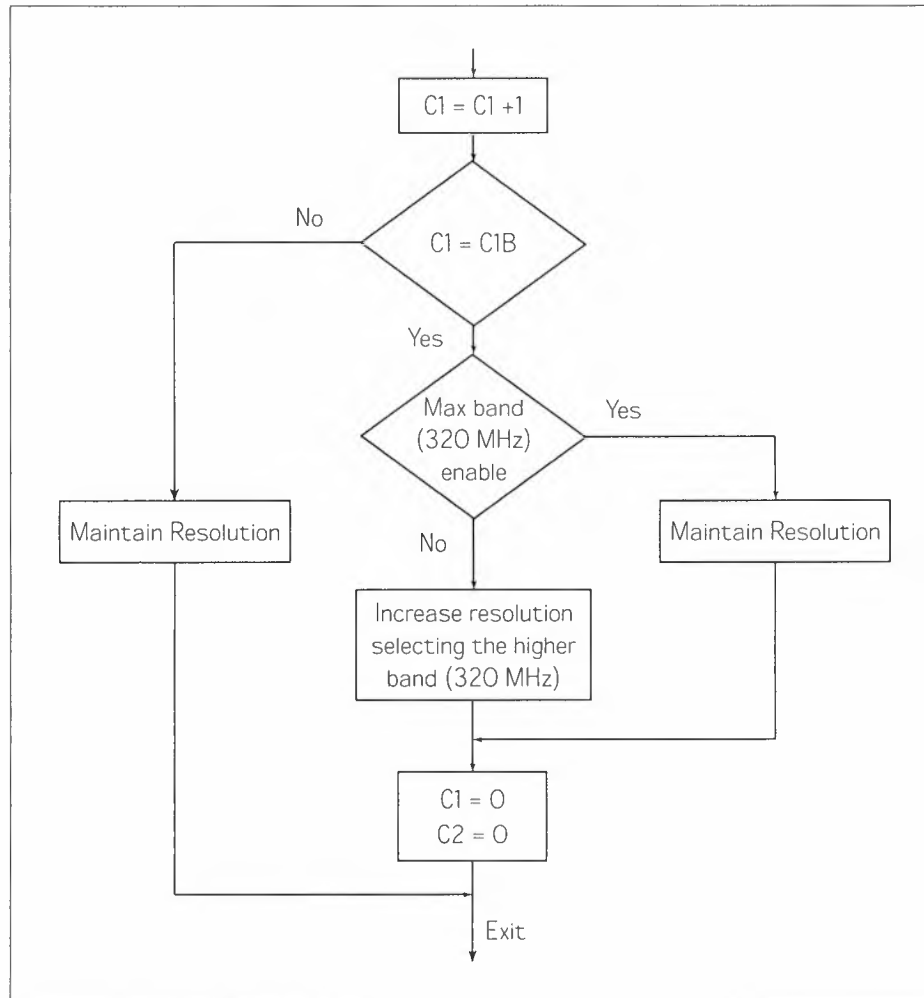 C1 = C1 +1
No
C1 = C1B
Yes
Max band
(320 MHz)
enable
Yes
Maintain Resolution
No
Maintain Resolution
Increase resolution
selecting the higher
band (320 MHz)
C1 = 0
C2 = 0
Exit